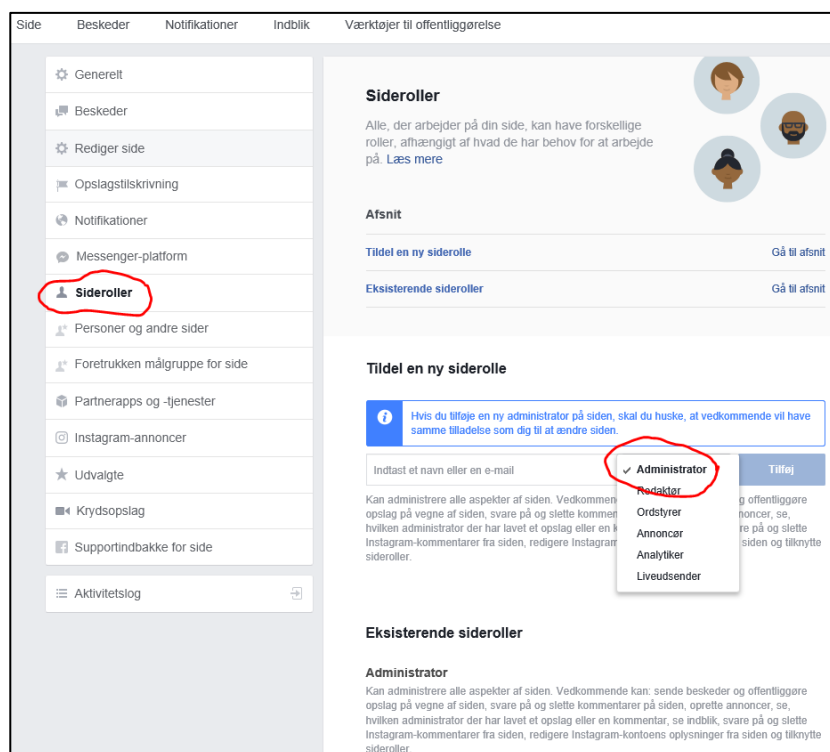 Side Beskeder Notifikationer Indblik Værktøjer til offentliggørelse
Generelt
Beskeder
Rediger side
Opslagstilskrivning
Notifikationer
Messenger-platform
Sideroller
Personer og andre sider
Foretrukken målgruppe for side
Partnerapps og -tjenester
Instagram-annoncer
Udvalgte
Krydsopslag
Supportindbakke for side
Aktivitetslog
Sideroller
Alle, der arbejder på din side, kan have forskellige
roller, afhængigt af hvad de har behov for at arbejde
på. Læs mere
Afsnit
Tildel en ny siderolle Gå til afsnit
Eksisterende sideroller Gå til afsnit
Tildel en ny siderolle
Hvis du tilføje en ny administrator på siden, skal du huske, at vedkommende vil have
samme tilladelse som dig til at ændre siden.
Indtast et navn eller en e-mail
Administrator
Redaktør
Ordstyrer
Annoncør
Analytiker
Liveudsender
Tilføj
Kan administrere alle aspekter af siden. og offentliggøre
opslag på vegne af siden, svare på og slette se,
hvilken administrator der har lavet et opslag eller en på og slette
Instagram-kommentarer fra siden, redigere siden og tilknytte
sideroller.
Eksisterende sideroller
Administrator
Kan administrere alle aspekter af siden. Vedkommende kan: sende beskeder og offentliggøre
opslag på vegne af siden, svare på og slette kommentarer på siden, oprette annoncer, se,
hvilken administrator der har lavet et opslag eller en kommentar, se indblik, svare på og slette
Instagram-kommentarer fra siden, redigere Instagram-kontoens oplysninger fra siden og tilknytte
sideroller